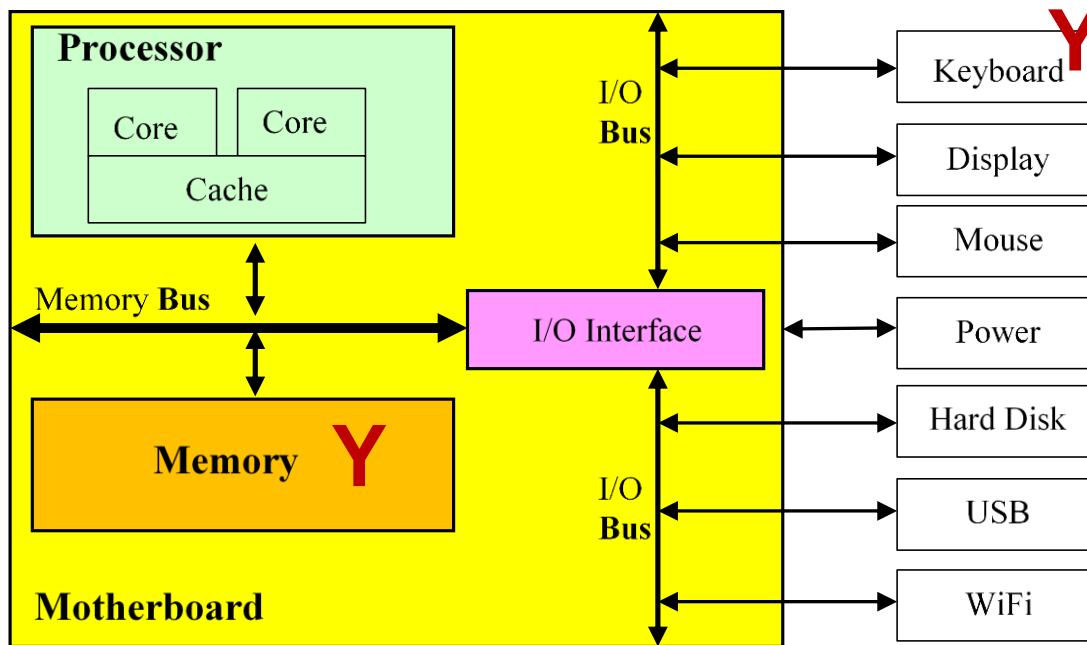 Processor
Core
Core
Cache
Memory Bus
Memory Y
Motherboard
I/O
Bus
I/O Interface
I/O
Bus
Y
Keyboard
Display
Mouse
Power
Hard Disk
USB
WiFi